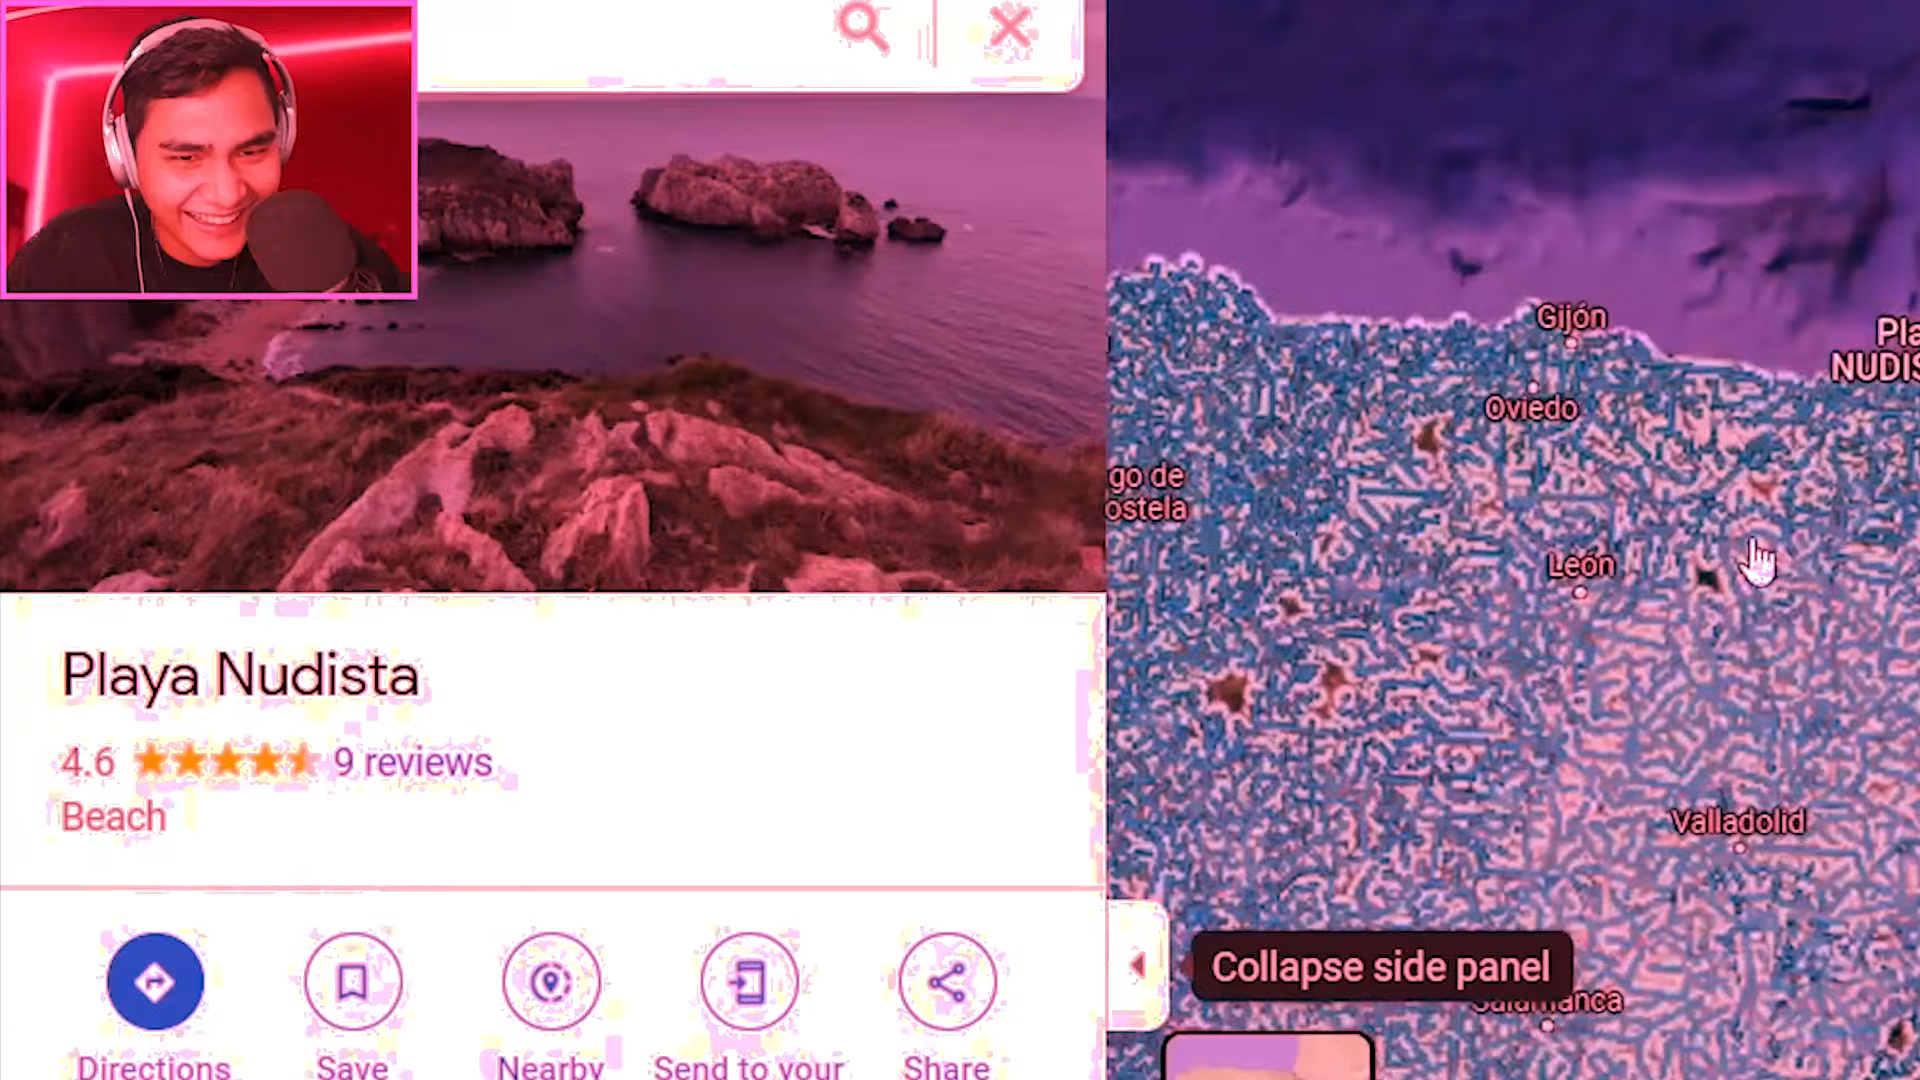 Playa Nudista
4.6
9 reviews
Beach
Directions
Save
Nearby
Send to your
Share
Gijón
Pla
NUDIS
Oviedo
go de
ostela
León
Valladolid
Collapse side panel